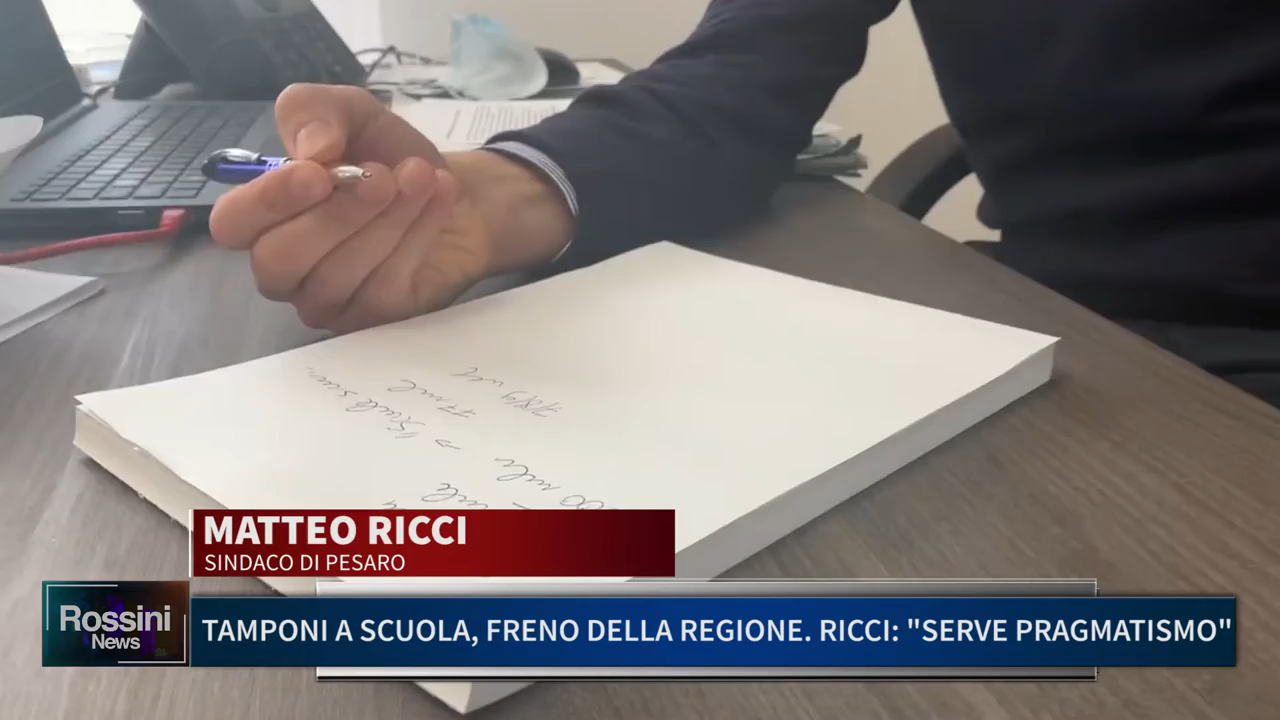 MATTEO RICCI
SINDACO DI PESARO
Rossini
News
TAMPONI A SCUOLA, FRENO DELLA REGIONE. RICCI: "SERVE PRAGMATISMO"